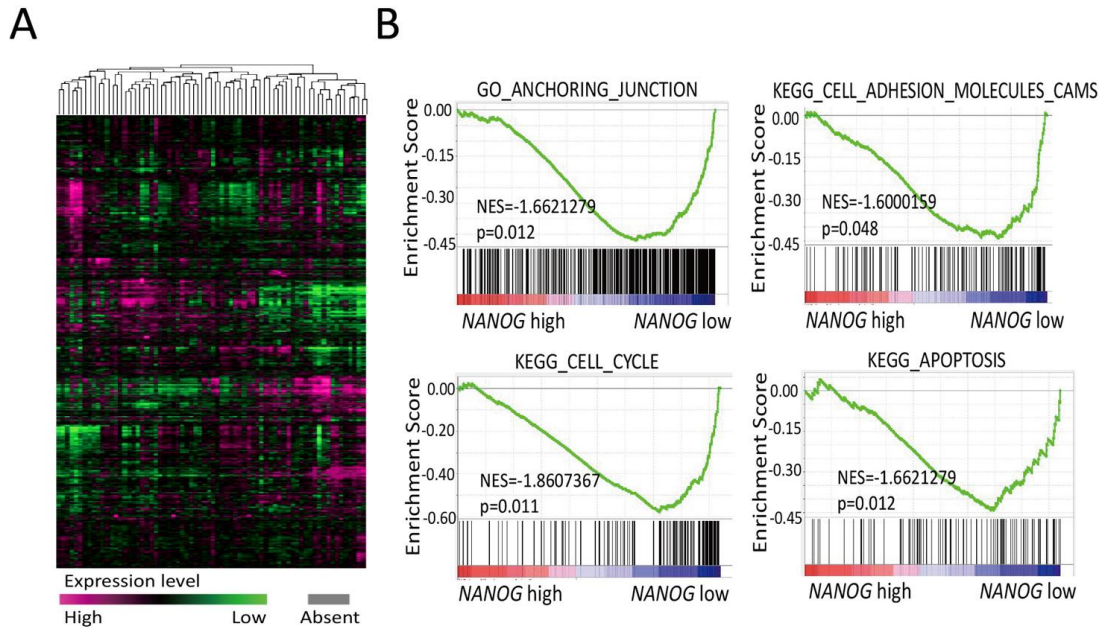 A
Expression level
High
Low
Absent
B
GO_ANCHORING_JUNCTION
Enrichment Score
0.00
-0.15
-0.30
-0.45
NES=-1.6621279
p=0.012
NANOG high
NANOG low
KEGG_CELL_ADHESION_MOLECULES_CAMS
Enrichment Score
0.00
-0.15
-0.30
-0.45
NES=-1.6000159
p=0.048
NANOG high
NANOG low
KEGG_CELL_CYCLE
Enrichment Score
0.00
-0.20
-0.40
-0.60
NES=-1.8607367
p=0.011
NANOG high
NANOG low
KEGG_APOPTOSIS
Enrichment Score
0.00
-0.15
-0.30
-0.45
NES=-1.6621279
p=0.012
NANOG high
NANOG low